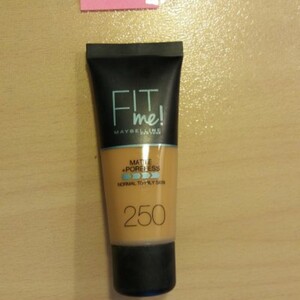 FIT
me!
MAYBELLINE
MATTE
+PORELESS
NORMAL TO OILY SKIN
250